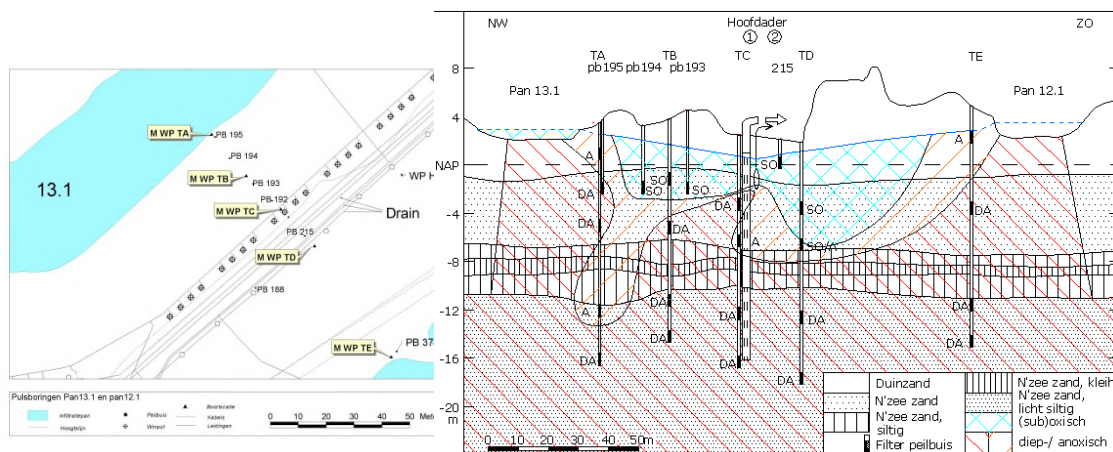 M WP TA
PB 195
PB 194
M WP TB
PB 193
13.1
PB 192
WP H
M WP TC
PB 215
Drain
M WP TD
PB 188
M WP TE
PB 37
Pulsboringen Pan13.1 en pan12.1
Infiltratiepan
Peilbuis
Boorlocatie
Hoogtelijn
Winput
Kabels
Leidingen
0 10 20 30 40 50 Mete
NW
Hoofdader
ZO
1 2
TA
TB
TC
TD
TE
pb195
pb194
pb193
215
Pan 13.1
Pan 12.1
8
4
NAP
-4
-8
-12
-16
-20
m
A
SO
SO
SO
SO
A
DA
DA
DA
DA
SO
DA
A
SO/A
A
DA
DA
DA
DA
DA
DA
DA
DA
DA
0 10 20 30 40 50m
Duinzand
N'zee zand
N'zee zand,
siltig
Filter peilbuis
N'zee zand, kleih
N'zee zand,
licht siltig
(sub)oxisch
diep-/ anoxisch